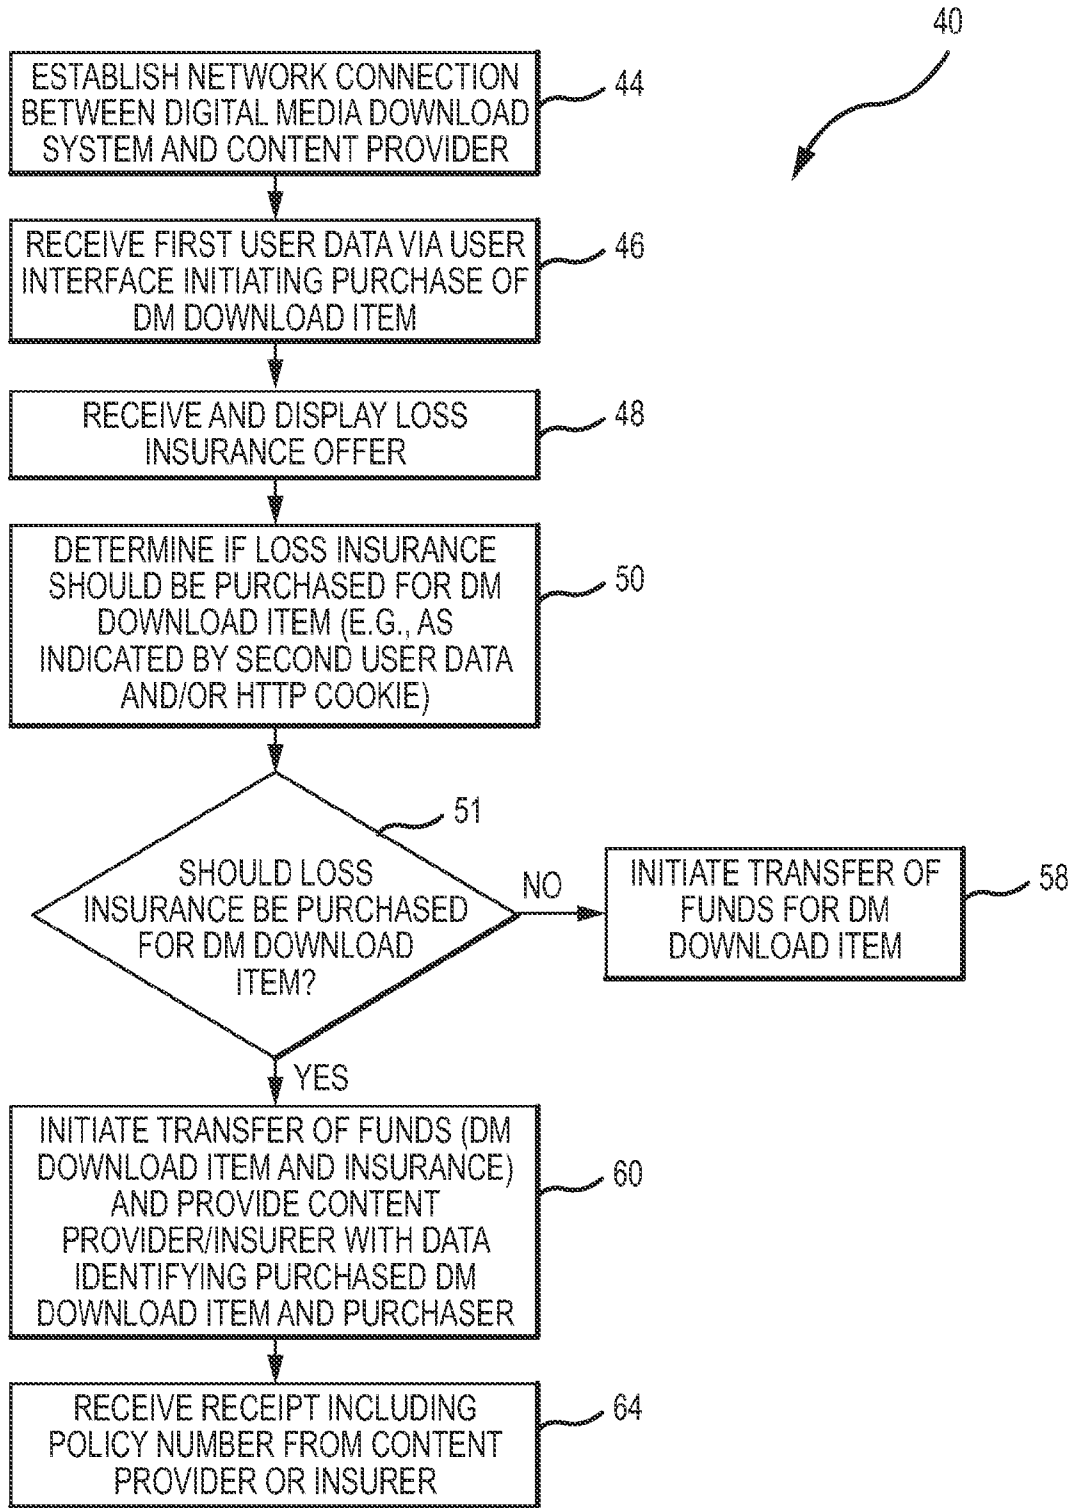 40
ESTABLISH NETWORK CONNECTION
BETWEEN DIGITAL MEDIA DOWNLOAD
SYSTEM AND CONTENT PROVIDER
44
RECEIVE FIRST USER DATA VIA USER
INTERFACE INITIATING PURCHASE OF
DM DOWNLOAD ITEM
46
RECEIVE AND DISPLAY LOSS
INSURANCE OFFER
48
DETERMINE IF LOSS INSURANCE
SHOULD BE PURCHASED FOR DM
DOWNLOAD ITEM (E.G., AS
INDICATED BY SECOND USER DATA
AND/OR HTTP COOKIE)
50
SHOULD LOSS
INSURANCE BE PURCHASED
FOR DM DOWNLOAD
ITEM?
51
NO
INITIATE TRANSFER OF
FUNDS FOR DM
DOWNLOAD ITEM
58
YES
INITIATE TRANSFER OF FUNDS (DM
DOWNLOAD ITEM AND INSURANCE)
AND PROVIDE CONTENT
PROVIDER/INSURER WITH DATA
IDENTIFYING PURCHASED DM
DOWNLOAD ITEM AND PURCHASER
60
RECEIVE RECEIPT INCLUDING
POLICY NUMBER FROM CONTENT
PROVIDER OR INSURER
64